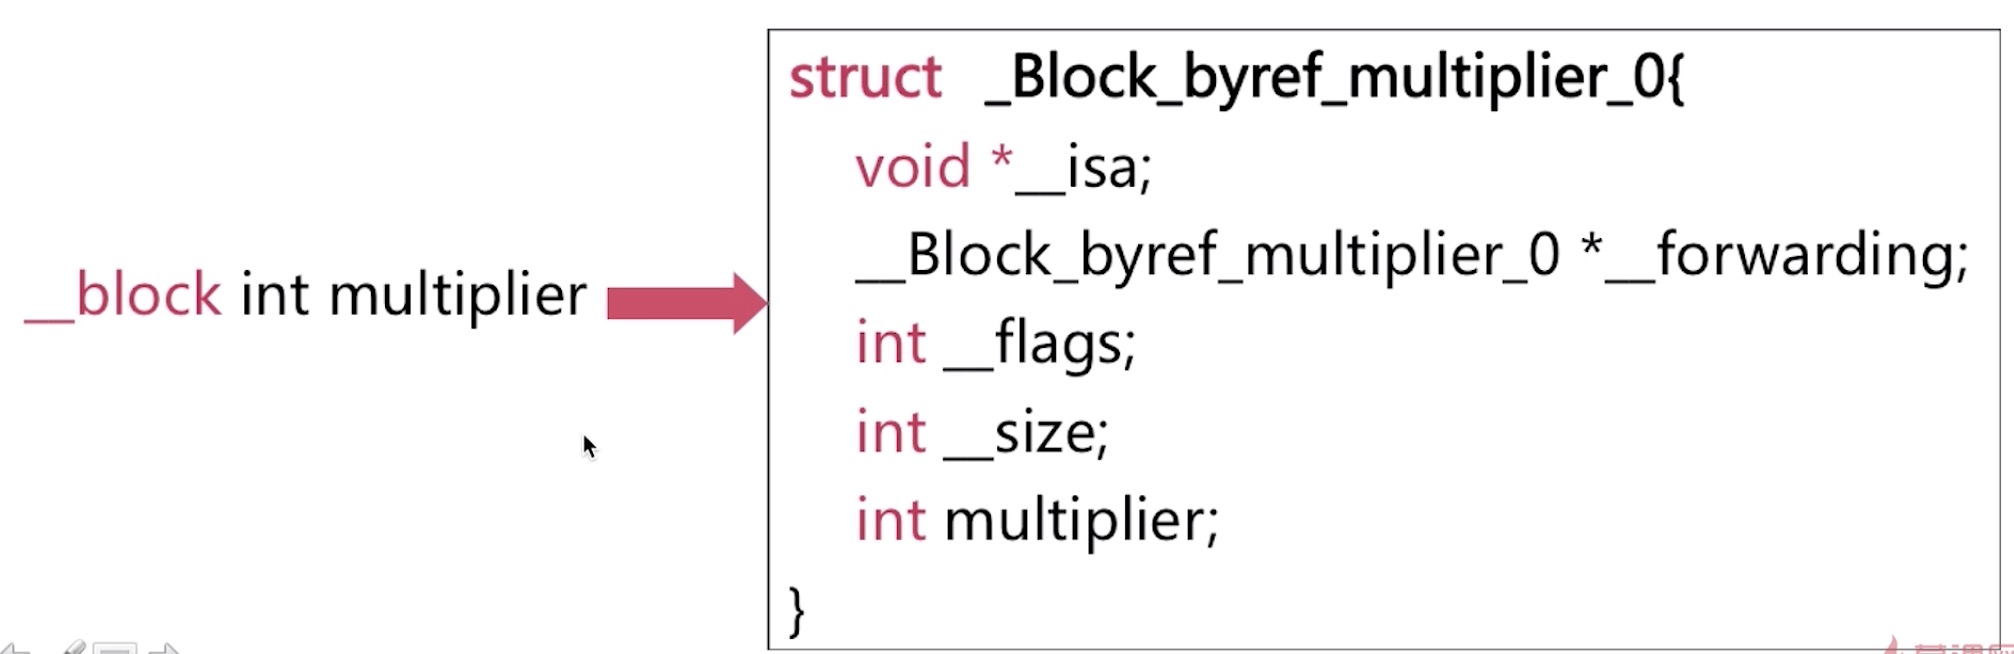 struct _Block_byref_multiplier_0{
void *__isa;
__Block_byref_multiplier_0 *__forwarding;
__block int multiplier
int __flags;
int __size;
int multiplier;
}